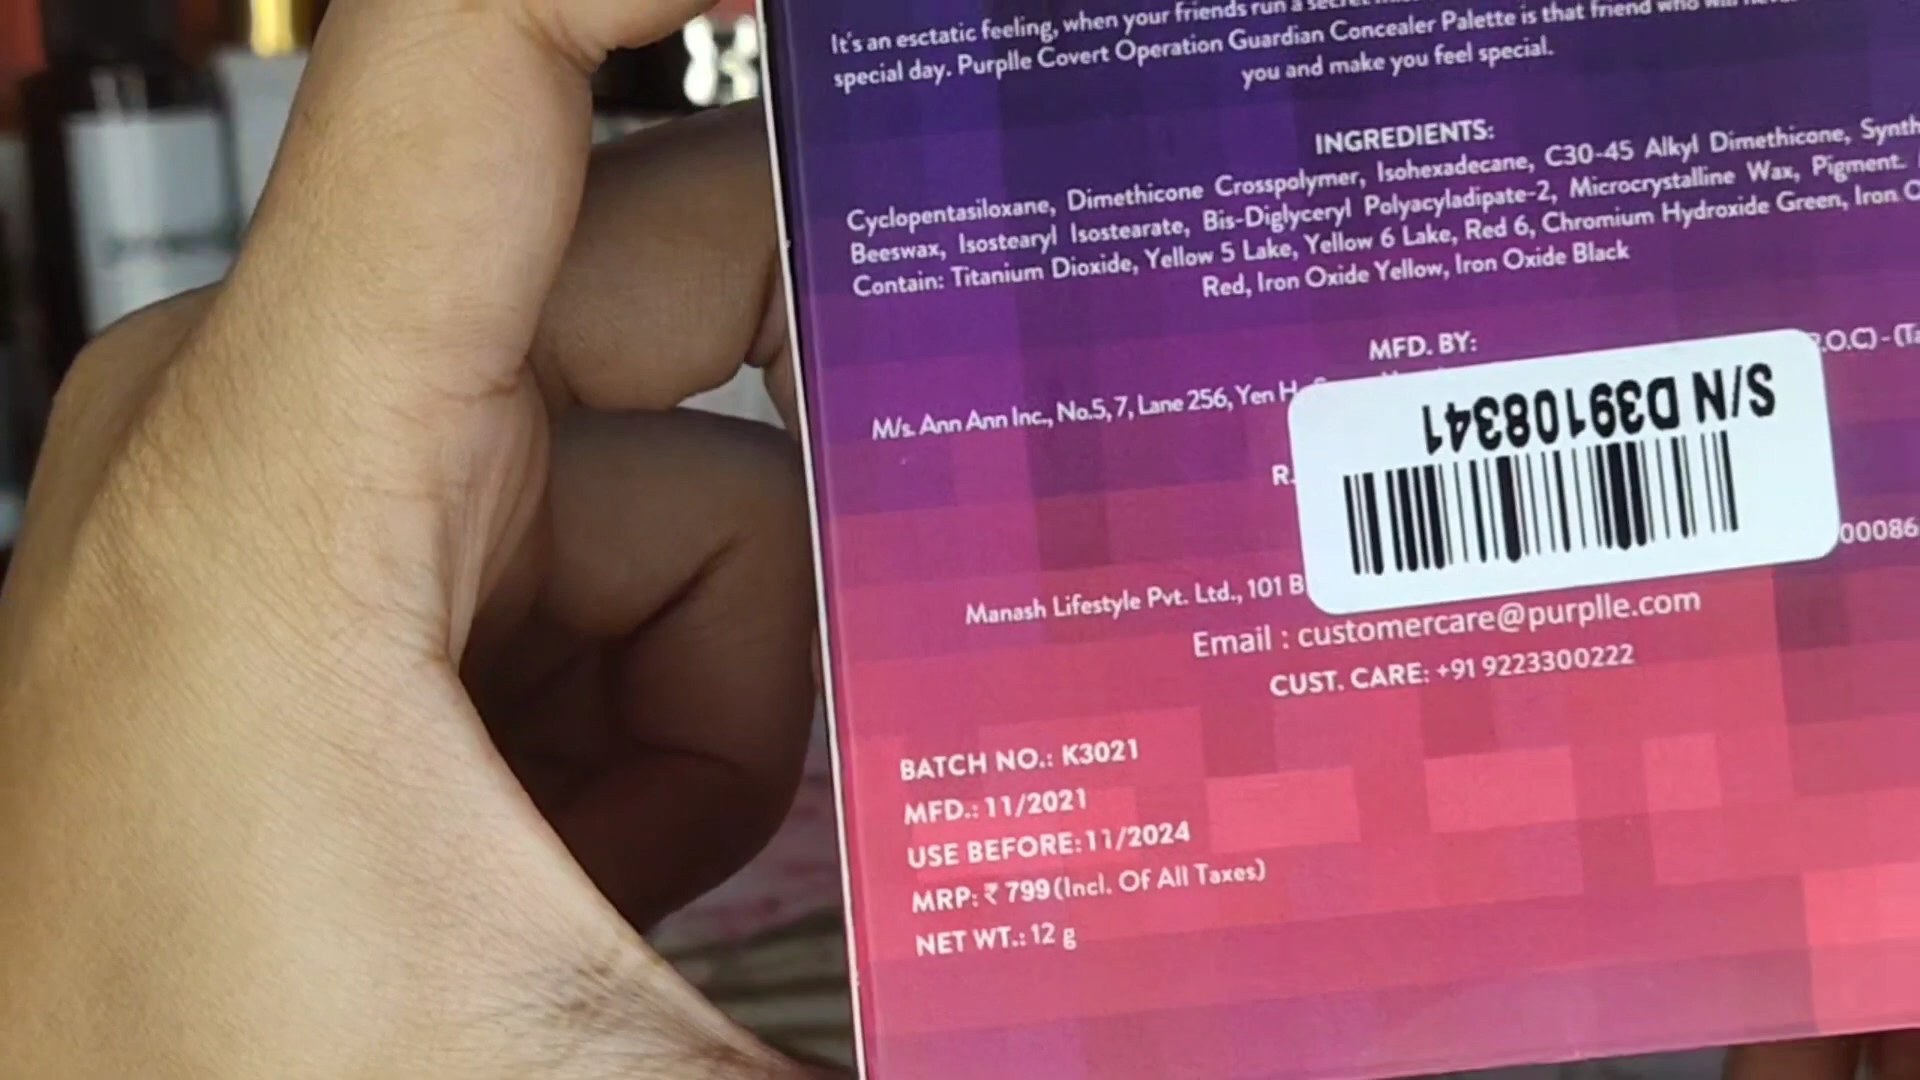 It's an esctatic feeling, when your friends run a secret
special day. Purplle Covert Operation Guardian Concealer Palette is that friend who will
you and make you feel special.
INGREDIENTS:
Cyclopentasiloxane, Dimethicone Crosspolymer, Isohexadecane, C30-45 Alkyl Dimethicone, Synth
Beeswax, Isostearyl Isostearate, Bis-Diglyceryl Polyacyladipate-2, Microcrystalline Wax, Pigment.
Contain: Titanium Dioxide, Yellow 5 Lake, Yellow 6 Lake, Red 6, Chromium Hydroxide Green, Iron O
Red, Iron Oxide Yellow, Iron Oxide Black
MFD. BY:
M/s. Ann Ann Inc., No.5, 7, Lane 256, Yen H .O.C) - (Ta
S/N D39108341
R.
00086
Manash Lifestyle Pvt. Ltd., 101 B
Email : customercare@purplle.com
CUST. CARE: +91 9223300222
BATCH NO.: K3021
MFD.: 11/2021
USE BEFORE: 11/2024
MRP: ₹ 799 (Incl. Of All Taxes)
NET WT.: 12 g